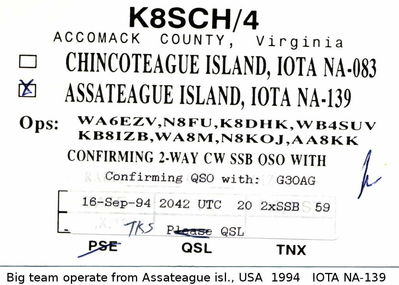 K8SCH/4
ACCOMACK COUNTY, Virginia
CHINCOTEAGUE ISLAND, IOTA NA-083
X ASSATEAGUE ISLAND, IOTA NA-139
Ops: WA6EZV,N8FU,K8DHK,WB4SUV
KB8IZB,WA8M,N8KOJ,AA8KK
CONFIRMING 2-WAY CW SSB QSO WITH
Confirming QSO with: G3OAG
16-Sep-94 2042 UTC 20 2xSSB 59
TKS Please QSL
PSE QSL TNX
Big team operate from Assateague isl., USA 1994 IOTA NA-139